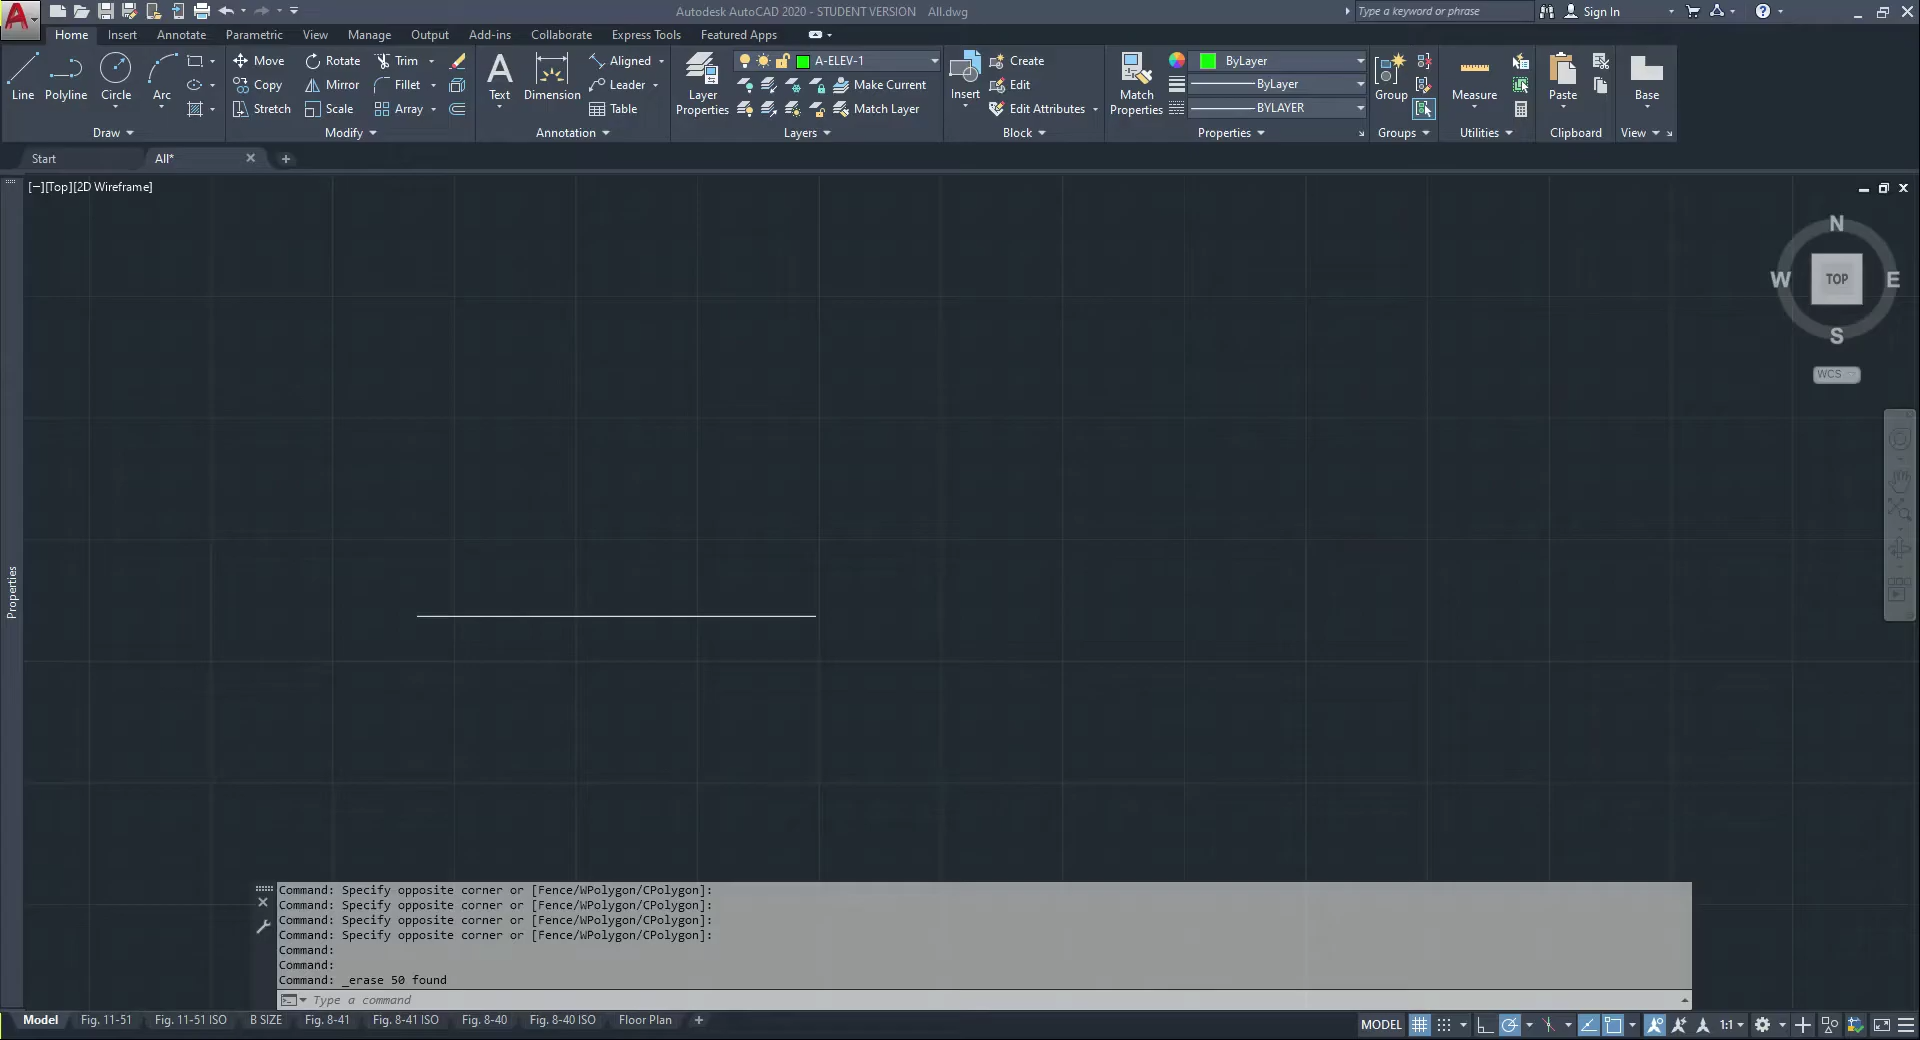 Autodesk AutoCAD 2020 - STUDENT VERSION All.dwg
Type a keyword or phrase
Sign In
Home Insert Annotate Parametric View Manage Output Add-ins Collaborate Express Tools Featured Apps
Line Polyline Circle Arc
Move Rotate Trim
Copy Mirror Fillet
Stretch Scale Array
Text Dimension
Aligned
Leader
Table
Layer Properties
A-ELEV-1
Make Current
Match Layer
Insert
Create
Edit
Edit Attributes
Match Properties
ByLayer
ByLayer
BYLAYER
Group
Measure
Paste
Base
Draw Modify Annotation Layers Block Properties Groups Utilities Clipboard View
Start All*
[−][Top][2D Wireframe]
N
W TOP E
S
WCS
Properties
Command: Specify opposite corner or [Fence/WPolygon/CPolygon]:
Command: Specify opposite corner or [Fence/WPolygon/CPolygon]:
Command: Specify opposite corner or [Fence/WPolygon/CPolygon]:
Command: Specify opposite corner or [Fence/WPolygon/CPolygon]:
Command:
Command:
Command: _erase 50 found
Type a command
Model Fig. 11-51 Fig. 11-51 ISO B SIZE Fig. 8-41 Fig. 8-41 ISO Fig. 8-40 Fig. 8-40 ISO Floor Plan +
MODEL 1:1